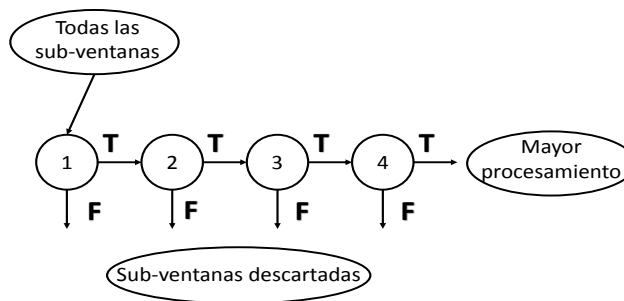 Todas las
sub-ventanas
T T T T
1 2 3 4
Mayor
procesamiento
F F F F
Sub-ventanas descartadas